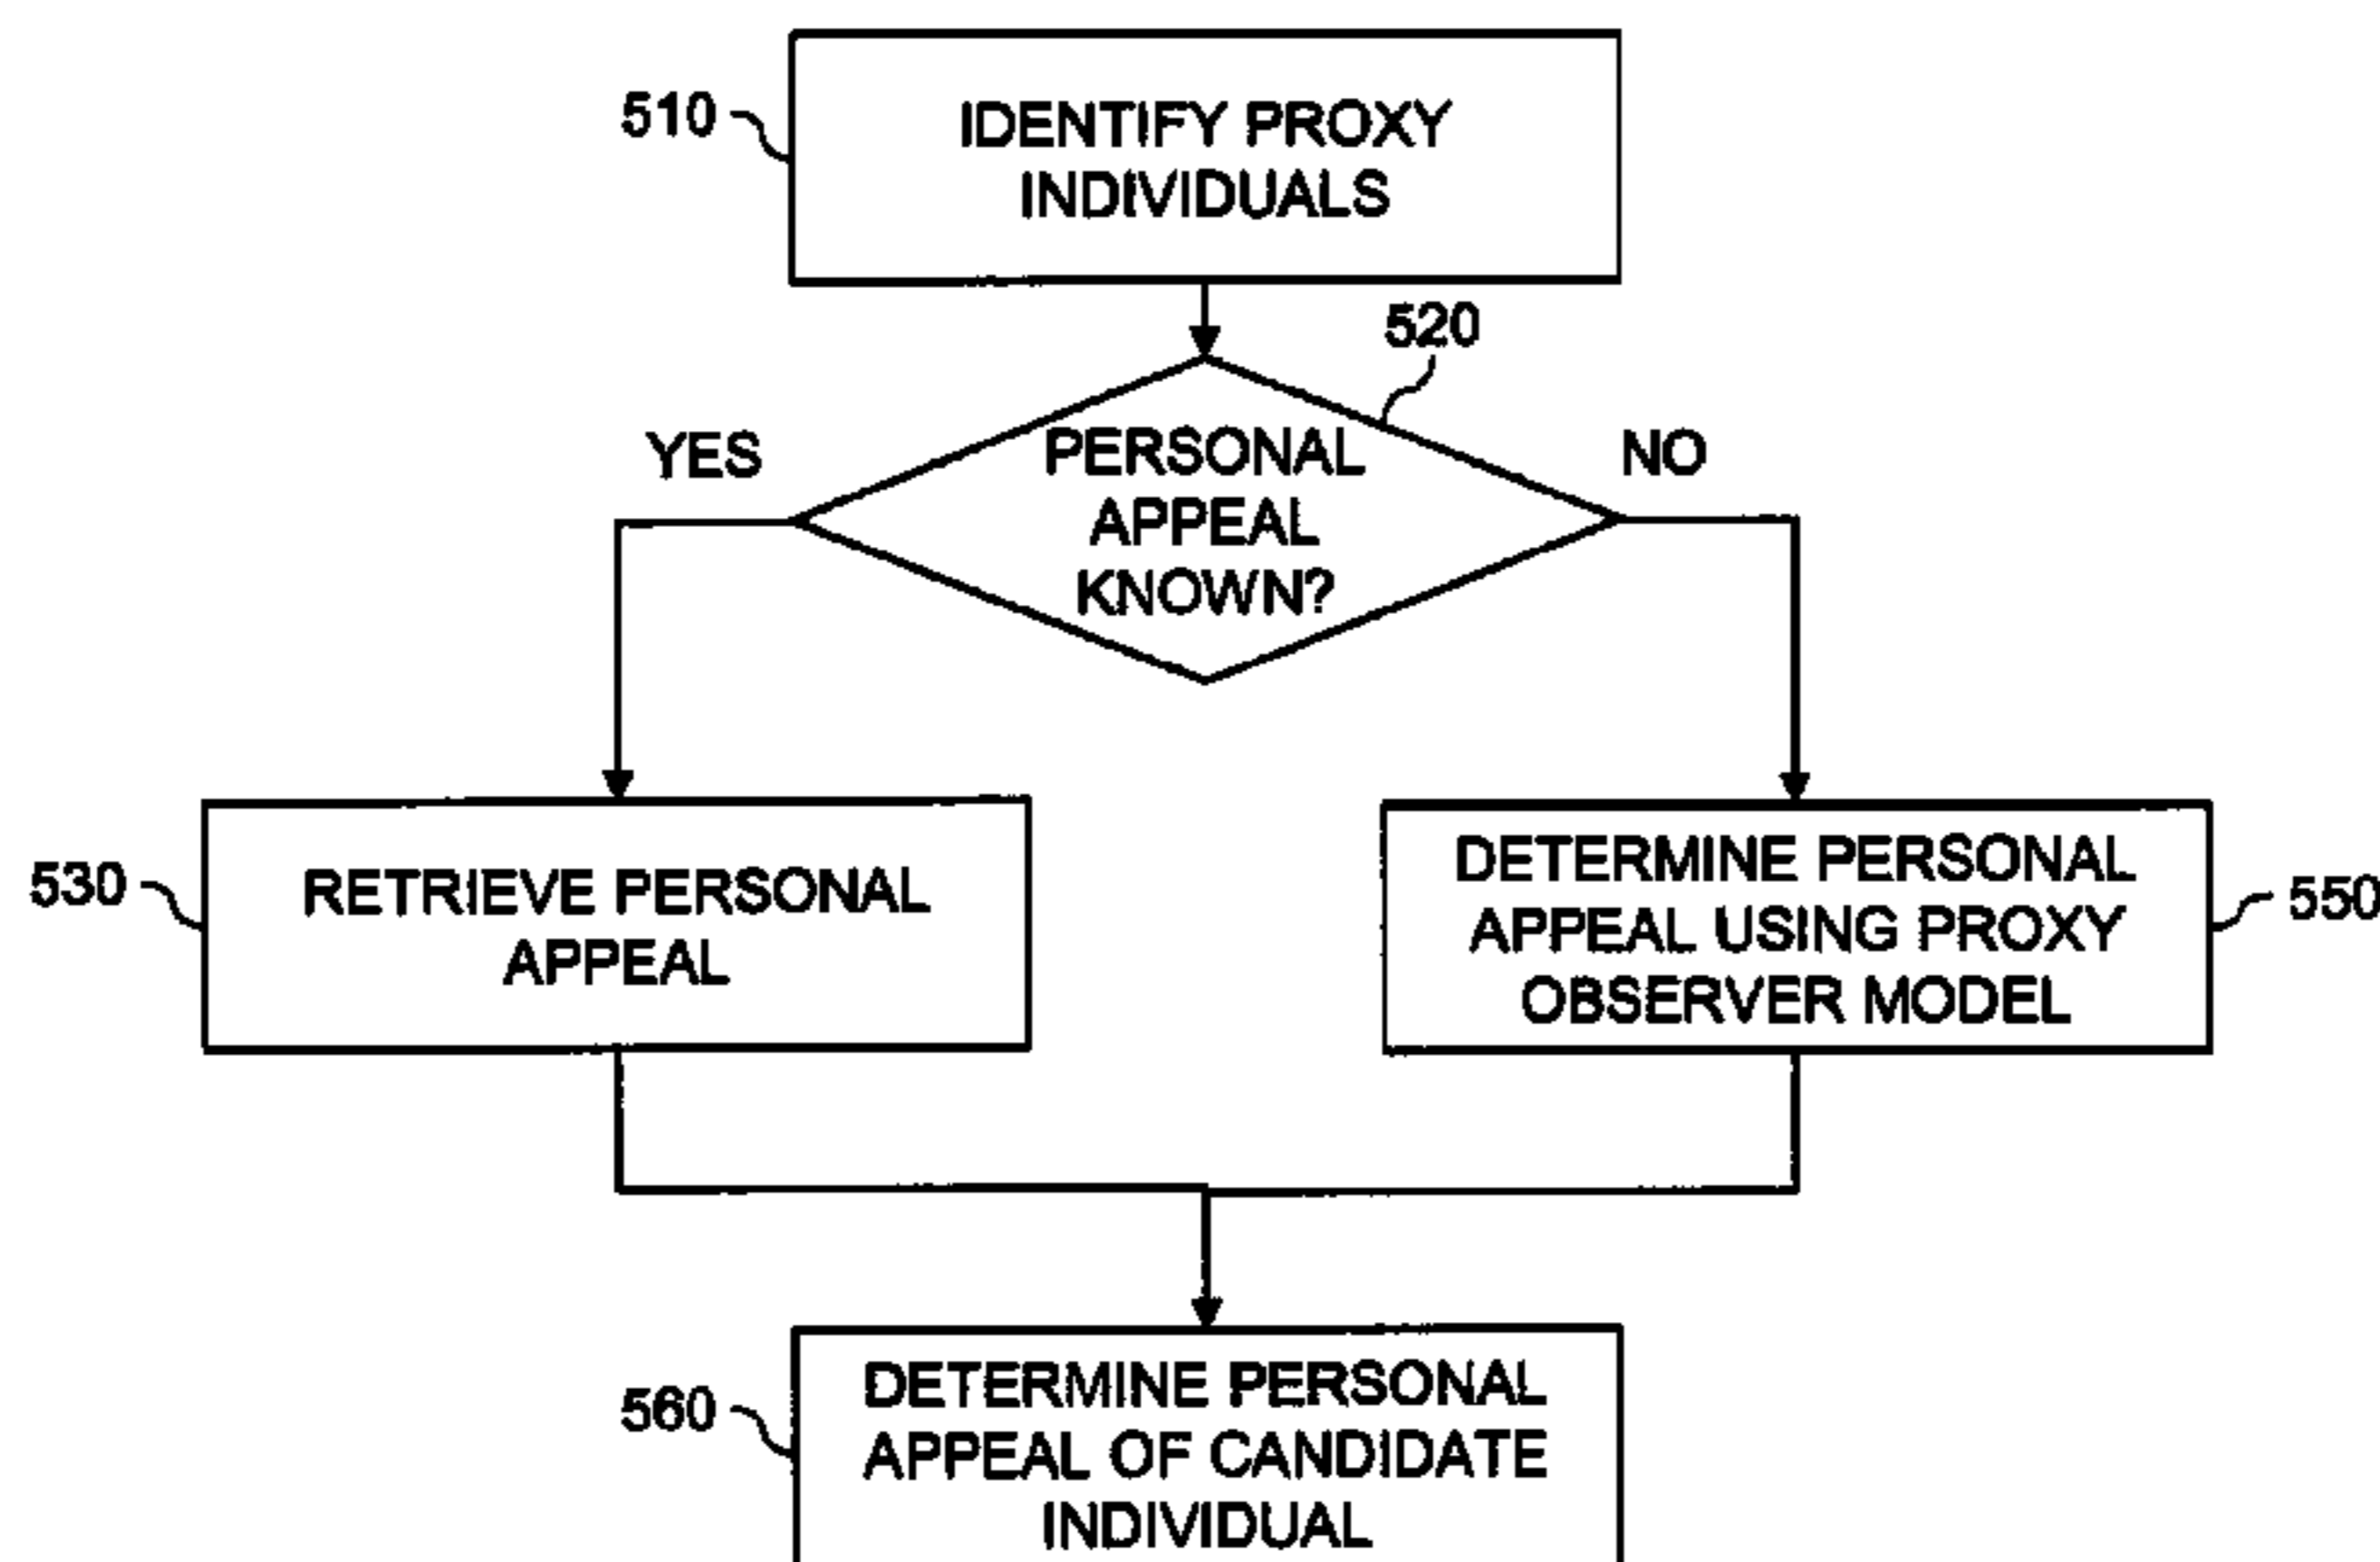 510
IDENTIFY PROXY
INDIVIDUALS
520
YES
PERSONAL
APPEAL
KNOWN?
NO
530
RETRIEVE PERSONAL
APPEAL
DETERMINE PERSONAL
APPEAL USING PROXY
OBSERVER MODEL
550
560
DETERMINE PERSONAL
APPEAL OF CANDIDATE
INDIVIDUAL